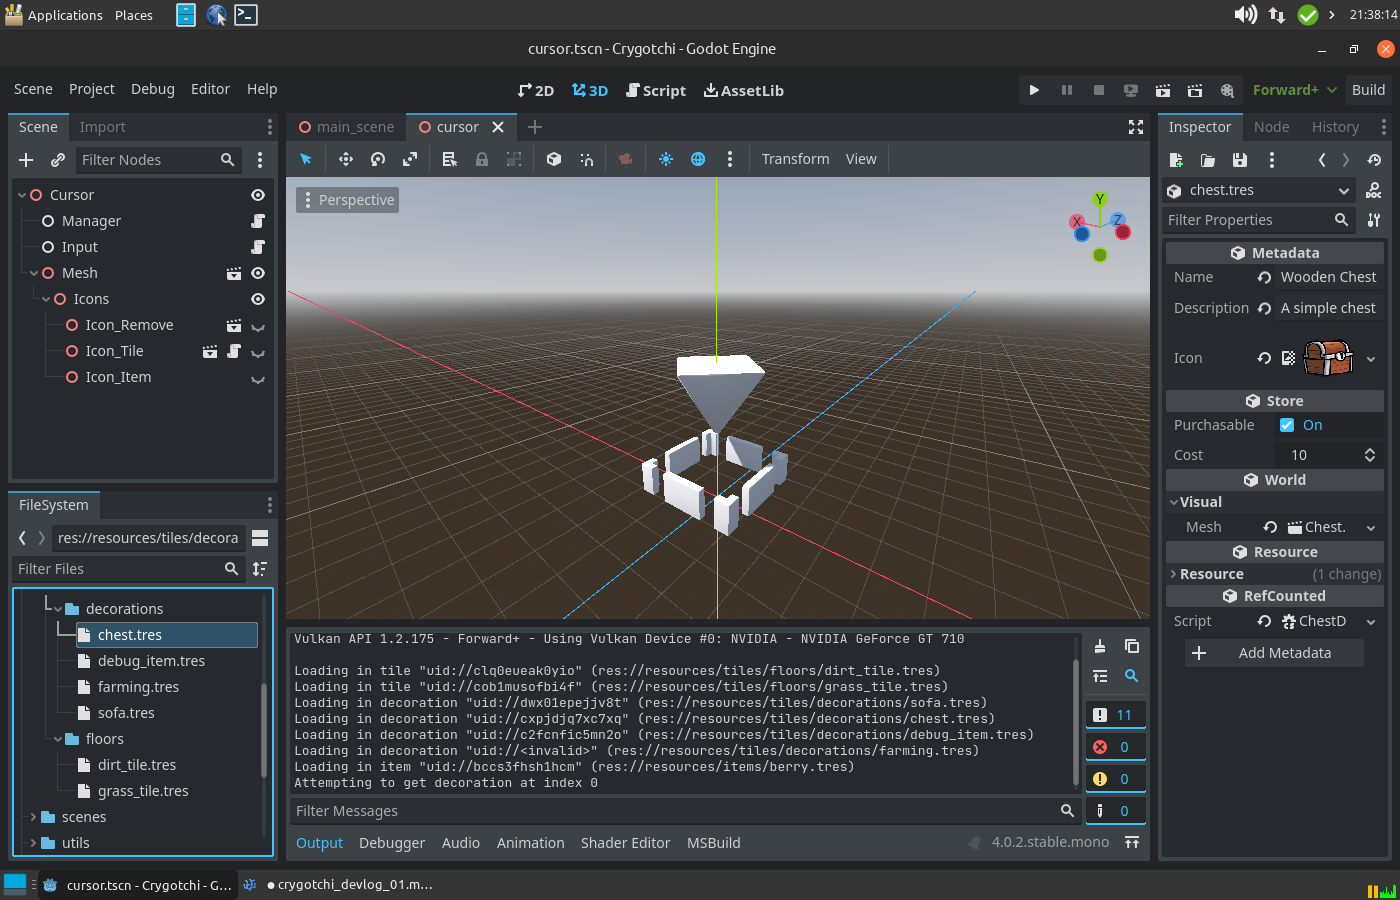 Applications Places 21:38:14
cursor.tscn - Crygotchi - Godot Engine
Scene Project Debug Editor Help 2D 3D Script AssetLib Forward+ Build
Scene Import main_scene cursor Inspector Node History
Filter Nodes Transform View
Perspective
Y
X
Z
Cursor
Manager
Input
Mesh
Icons
Icon_Remove
Icon_Tile
Icon_Item
FileSystem
res://resources/tiles/decora
Filter Files
decorations
chest.tres
debug_item.tres
farming.tres
sofa.tres
floors
dirt_tile.tres
grass_tile.tres
scenes
utils
Vulkan API 1.2.175 - Forward+ - Using Vulkan Device #0: NVIDIA - NVIDIA GeForce GT 710
Loading in tile "uid://clq0eueak0yio" (res://resources/tiles/floors/dirt_tile.tres)
Loading in tile "uid://cob1musofbi4f" (res://resources/tiles/floors/grass_tile.tres)
Loading in decoration "uid://dwx01epejjv8t" (res://resources/tiles/decorations/sofa.tres)
Loading in decoration "uid://cxpjdjq7xc7xq" (res://resources/tiles/decorations/chest.tres)
Loading in decoration "uid://c2fcnfic5mn2o" (res://resources/tiles/decorations/debug_item.tres)
Loading in decoration "uid://<invalid>" (res://resources/tiles/decorations/farming.tres)
Loading in item "uid://bccs3fhsh1hcm" (res://resources/items/berry.tres)
Attempting to get decoration at index 0
11
0
0
0
Filter Messages
Output Debugger Audio Animation Shader Editor MSBuild 4.0.2.stable.mono
chest.tres
Filter Properties
Metadata
Name Wooden Chest
Description A simple chest
Icon
Store
Purchasable On
Cost 10
World
Visual
Mesh Chest.
Resource
Resource (1 change)
RefCounted
Script ChestD
Add Metadata
cursor.tscn - Crygotchi - G... crygotchi_devlog_01.m...